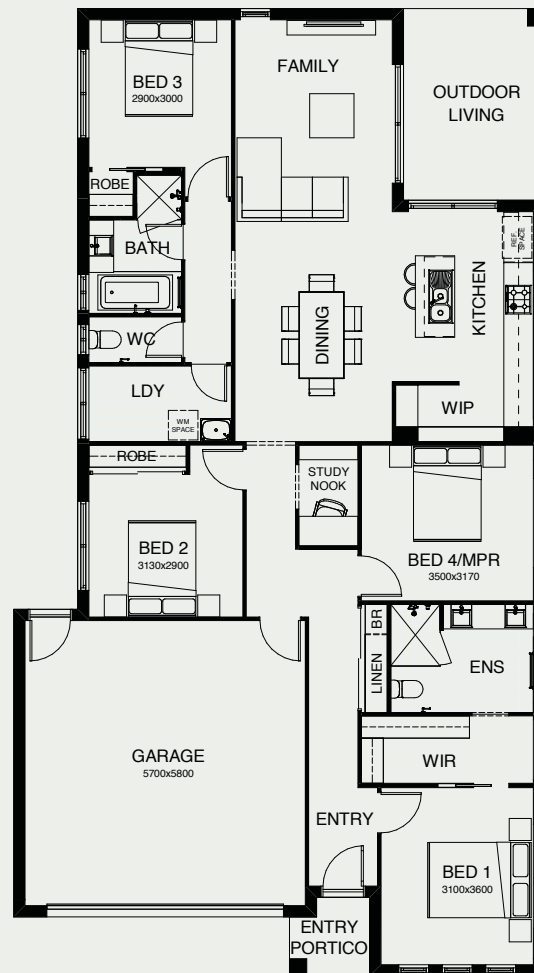 BED 3
2900x3000
FAMILY
OUTDOOR
LIVING
ROBE
BATH
REF.
SPACE
KITCHEN
DINING
WC
LDY
WM
SPACE
WIP
ROBE
STUDY
NOOK
BED 2
3130x2900
BED 4/MPR
3500x3170
BR
LINEN
ENS
GARAGE
5700x5800
WIR
ENTRY
BED 1
3100x3600
ENTRY
PORTICO